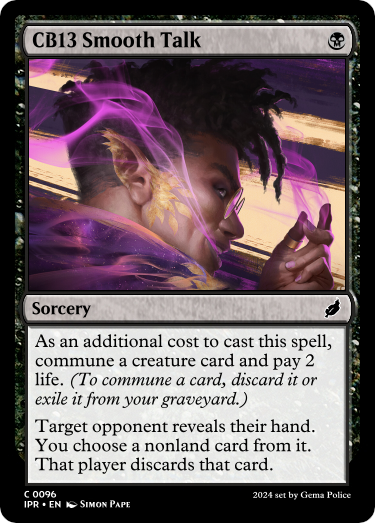 CB13 Smooth Talk
Sorcery
As an additional cost to cast this spell,
commune a creature card and pay 2
life. (To commune a card, discard it or
exile it from your graveyard.)
Target opponent reveals their hand.
You choose a nonland card from it.
That player discards that card.
C 0096
IPR • EN Simon Pape
2024 set by Gema Police